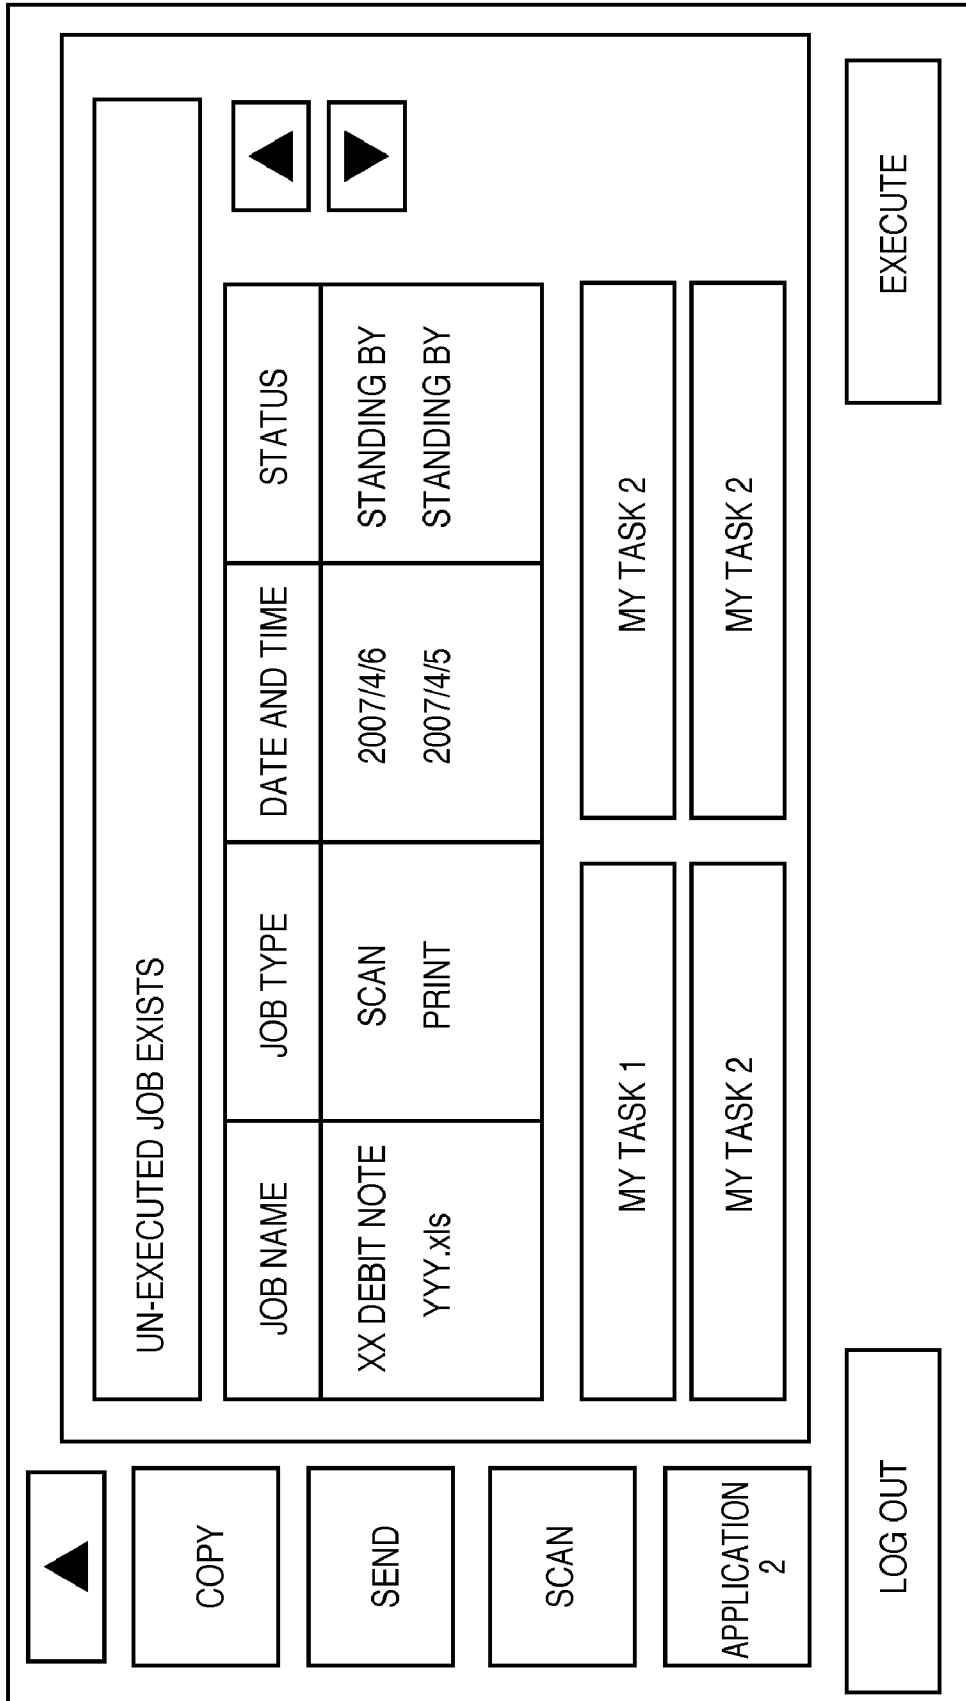 UN-EXECUTED JOB EXISTS
COPY
SEND
SCAN
APPLICATION
2
JOB NAME JOB TYPE DATE AND TIME STATUS
XX DEBIT NOTE SCAN 2007/4/6 STANDING BY
YYY.xls PRINT 2007/4/5 STANDING BY
MY TASK 1 MY TASK 2
MY TASK 2 MY TASK 2
LOG OUT EXECUTE